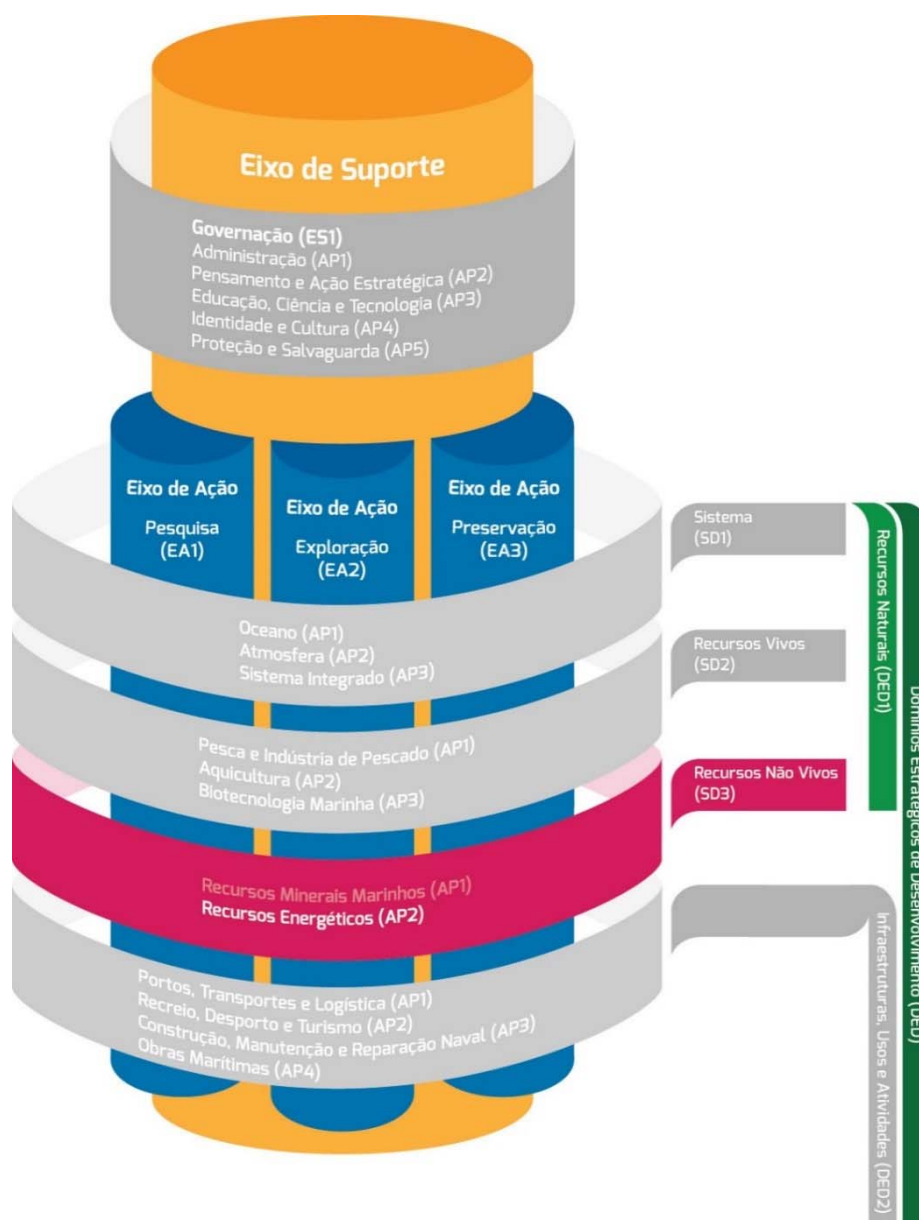 Eixo de Suporte
Governação (ES1)
Administração (AP1)
Pensamento e Ação Estratégica (AP2)
Educação, Ciência e Tecnologia (AP3)
Identidade e Cultura (AP4)
Proteção e Salvaguarda (AP5)
Eixo de Ação
Pesquisa
(EA1)
Eixo de Ação
Exploração
(EA2)
Eixo de Ação
Preservação
(EA3)
Oceano (AP1)
Atmosfera (AP2)
Sistema Integrado (AP3)
Pesca e Indústria de Pescado (AP1)
Aquicultura (AP2)
Biotecnologia Marinha (AP3)
Recursos Minerais Marinhos (AP1)
Recursos Energéticos (AP2)
Portos, Transportes e Logística (AP1)
Recreio, Desporto e Turismo (AP2)
Construção, Manutenção e Reparação Naval (AP3)
Obras Marítimas (AP4)
Sistema
(SD1)
Recursos Vivos
(SD2)
Recursos Não Vivos
(SD3)
Recursos Naturais (DED1)
Infraestruturas, Usos e Atividades (DED2)
Domínios Estratégicos de Desenvolvimento (DED)